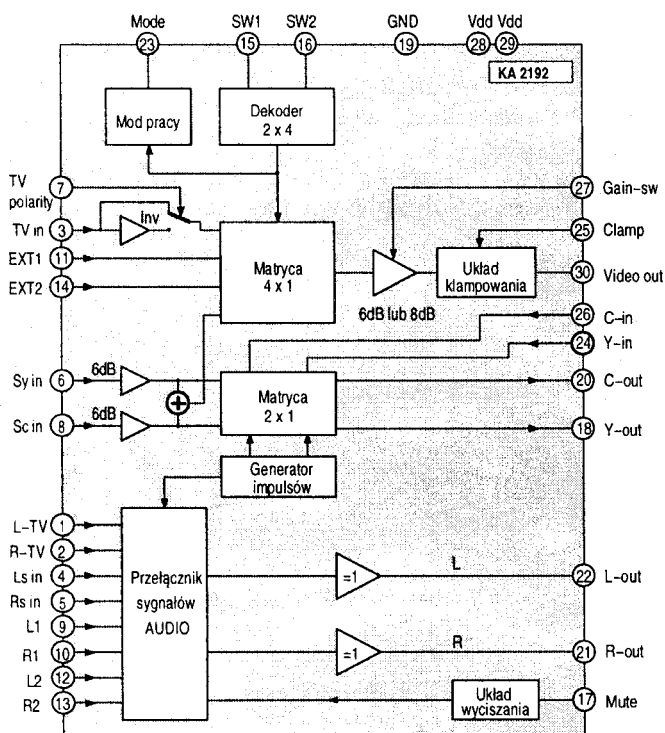 Mode SW1 SW2 GND Vdd Vdd
23 15 16 19 28 29
KA 2192
Mod pracy
Dekoder
2 x 4
TV
polarity
7
Inv
TV in 3
EXT1 11
EXT2 14
Matryca
4 x 1
6dB lub 8dB
Układ
klampowania
27 Gain-sw
25 Clamp
30 Video out
26 C-in
24 Y-in
20 C-out
18 Y-out
Sy in 6 6dB
Sc in 8 6dB
+
Matryca
2 x 1
Generator
impulsów
L-TV 1
R-TV 2
Ls in 4
Rs in 5
L1 9
R1 10
L2 12
R2 13
Przełącznik
sygnałów
AUDIO
=1 L 22 L-out
=1 R 21 R-out
Układ
wyciszania
17 Mute